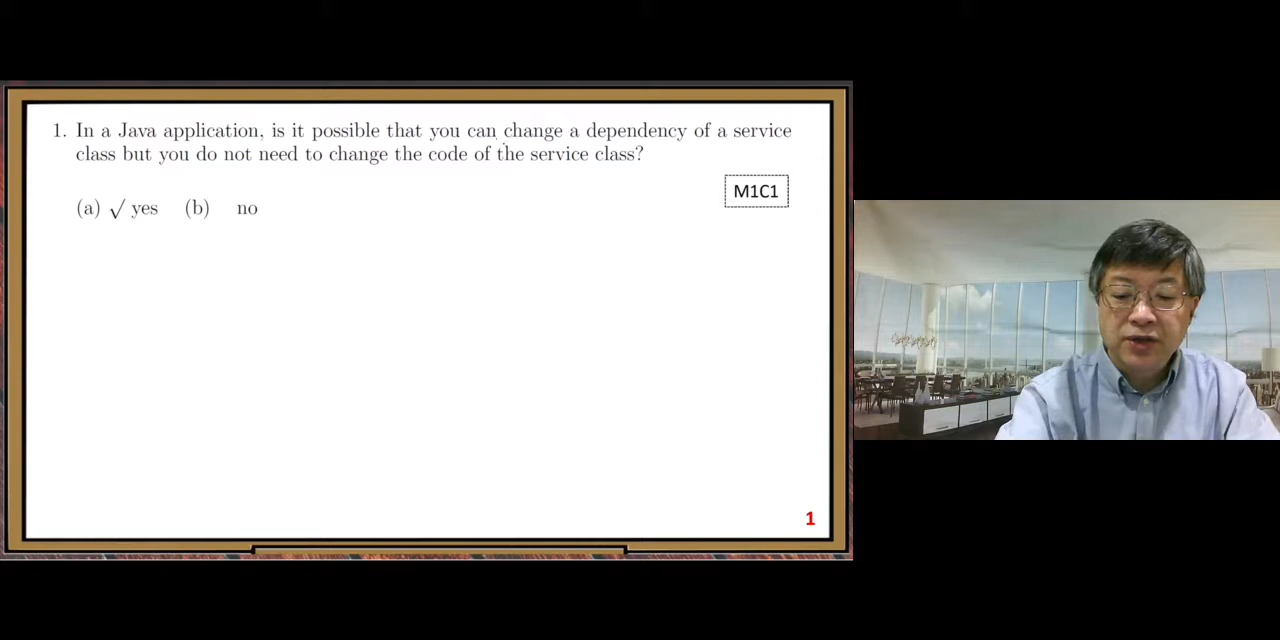 1. In a Java application, is it possible that you can change a dependency of a service
class but you do not need to change the code of the service class?
M1C1
(a) √ yes (b) no
1